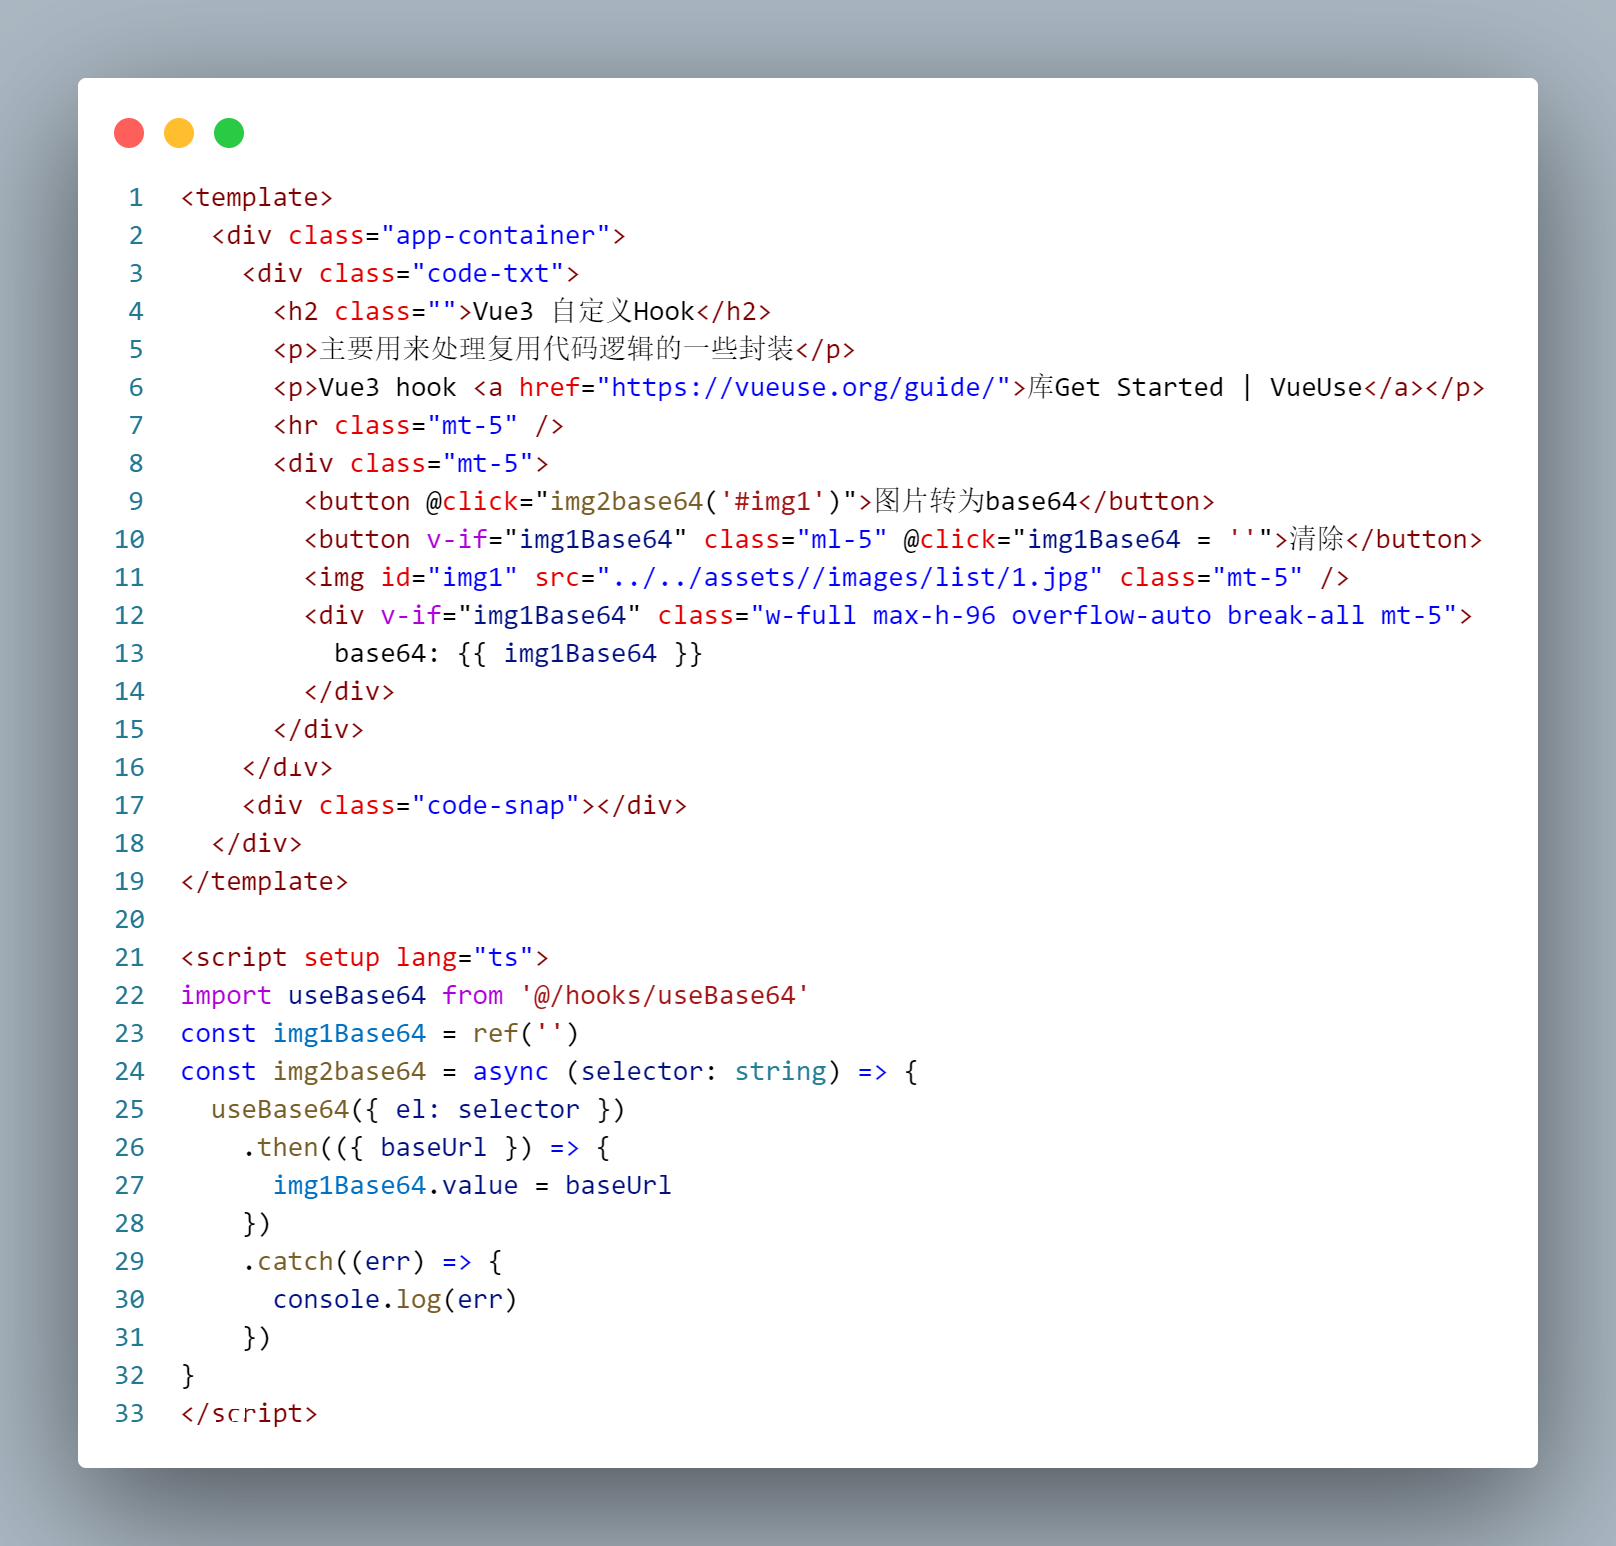 1 <template>
2   <div class="app-container">
3     <div class="code-txt">
4       <h2 class="">Vue3 自定义Hook</h2>
5       <p>主要用来处理复用代码逻辑的一些封装</p>
6       <p>Vue3 hook <a href="https://vueuse.org/guide/">库Get Started | VueUse</a></p>
7       <hr class="mt-5" />
8       <div class="mt-5">
9         <button @click="img2base64('#img1')">图片转为base64</button>
10         <button v-if="img1Base64" class="ml-5" @click="img1Base64 = ''">清除</button>
11         <img id="img1" src="../../assets//images/list/1.jpg" class="mt-5" />
12         <div v-if="img1Base64" class="w-full max-h-96 overflow-auto break-all mt-5">
13           base64: {{ img1Base64 }}
14         </div>
15       </div>
16     </div>
17     <div class="code-snap"></div>
18   </div>
19 </template>
20
21 <script setup lang="ts">
22 import useBase64 from '@/hooks/useBase64'
23 const img1Base64 = ref('')
24 const img2base64 = async (selector: string) => {
25   useBase64({ el: selector })
26     .then(({ baseUrl }) => {
27       img1Base64.value = baseUrl
28     })
29     .catch((err) => {
30       console.log(err)
31     })
32 }
33 </script>